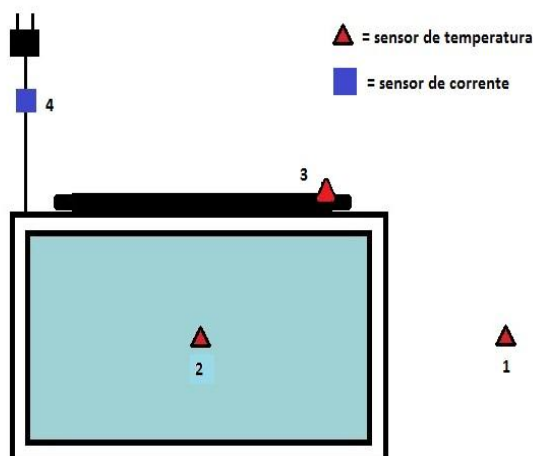 = sensor de temperatura
= sensor de corrente
4
3
2
1